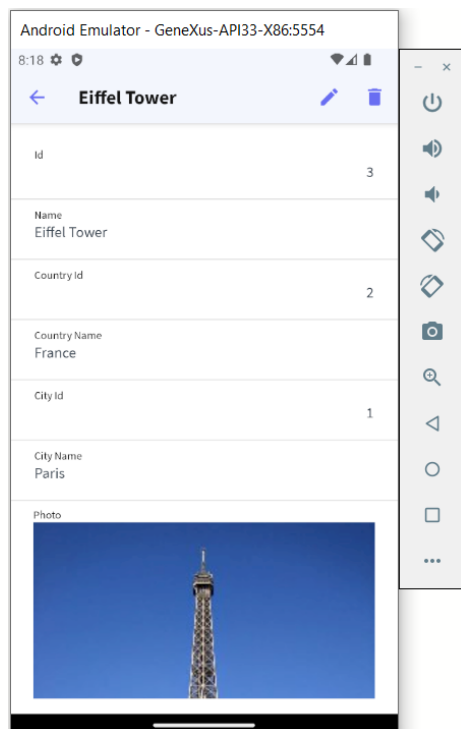 Android Emulator - GeneXus-API33-X86:5554
8:18
Eiffel Tower
Id
3
Name
Eiffel Tower
Country Id
2
Country Name
France
City Id
1
City Name
Paris
Photo